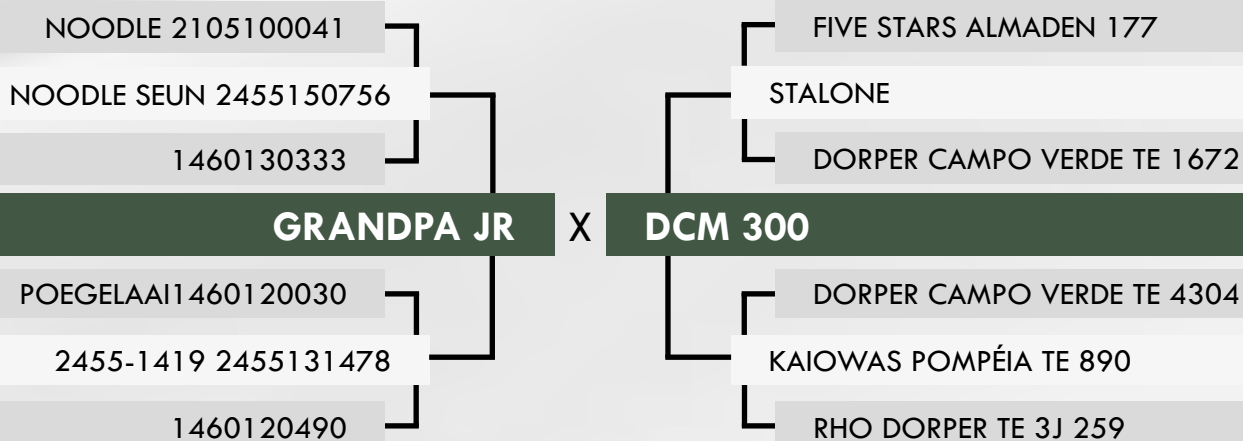 NOODLE 2105100041
FIVE STARS ALMADEN 177
NOODLE SEUN 2455150756
STALONE
1460130333
DORPER CAMPO VERDE TE 1672
GRANDPA JR X DCM 300
POEGELAAI1460120030
DORPER CAMPO VERDE TE 4304
2455-1419 2455131478
KAIOWAS POMPÉIA TE 890
1460120490
RHO DORPER TE 3J 259